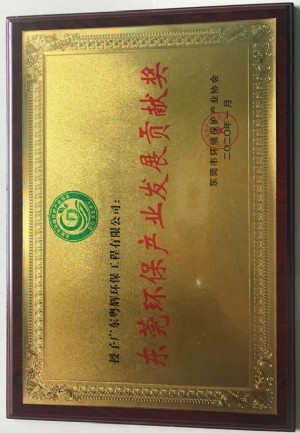 授予:广东粤辉环保工程有限公司:
东莞环保产业发展贡献奖
东莞市环境保护产业协会
二〇二〇年一月